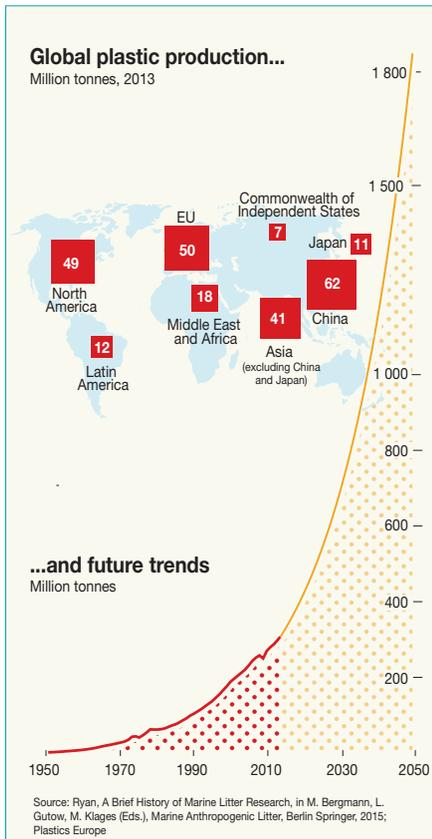 Global plastic production...
Million tonnes, 2013
1 800
1 500
Commonwealth of
Independent States
7
EU
50
Japan 11
49
North
America
18
Middle East
and Africa
62
China
41
Asia
(excluding China
and Japan)
12
Latin
America
1 000
800
600
...and future trends
Million tonnes
400
200
1950 1970 1990 2010 2030 2050
Source: Ryan, A Brief History of Marine Litter Research, in M. Bergmann, L.
Gutow, M. Klages (Eds.), Marine Anthropogenic Litter, Berlin Springer, 2015;
Plastics Europe